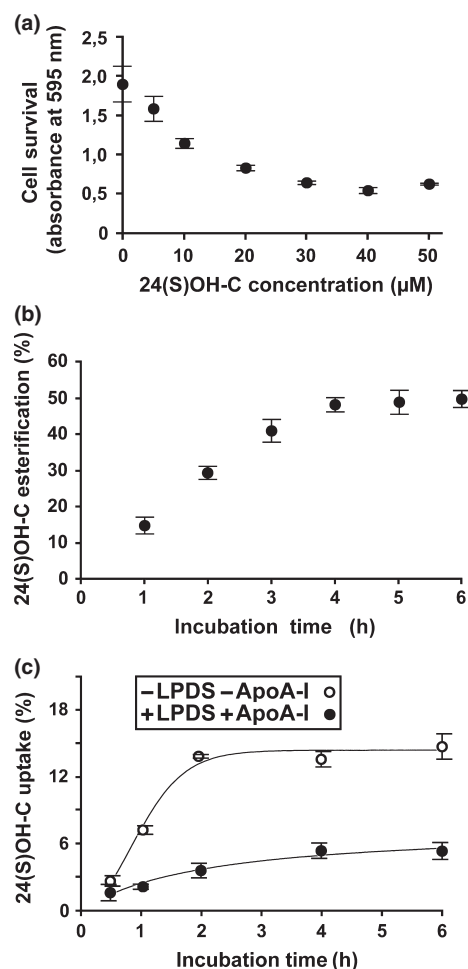 (a)
Cell survival
(absorbance at 595 nm)
2,5
2,0
1,5
1,0
0,5
0
0 10 20 30 40 50
24(S)OH-C concentration (µM)
(b)
24(S)OH-C esterification (%)
60
50
40
30
20
10
0
0 1 2 3 4 5 6
Incubation time (h)
(c)
24(S)OH-C uptake (%)
–LPDS –ApoA-I
+LPDS +ApoA-I
18
12
6
0
0 1 2 4 6
Incubation time (h)